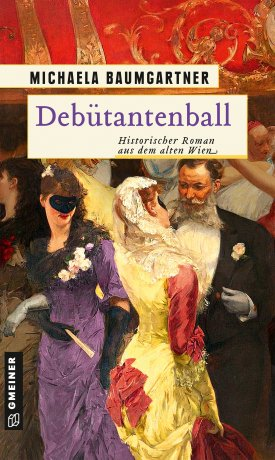 MICHAELA BAUMGARTNER
Debütantenball
Historischer Roman
aus dem alten Wien
GMEINER